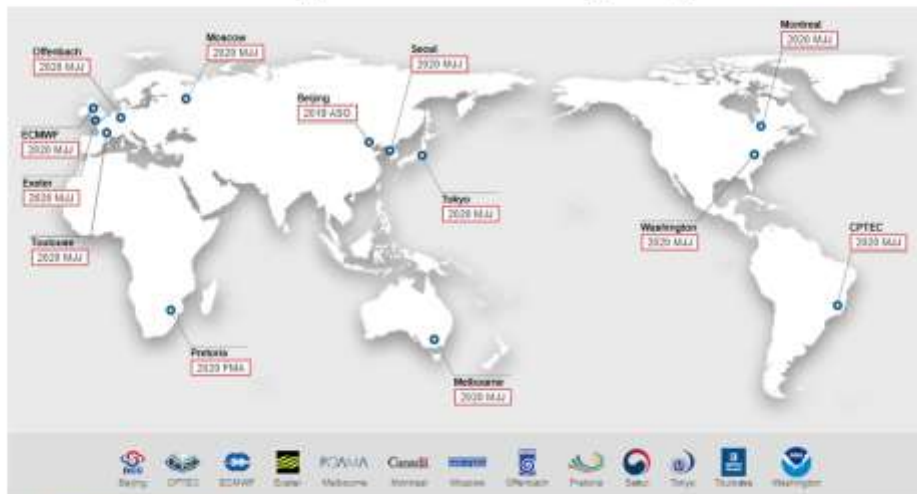 Montreal
2020 MJJ
Moscow
2020 MJJ
Offenbach
2020 MJJ
Seoul
2020 MJJ
Beijing
2019 ASO
ECMWF
2020 MJJ
Exeter
2020 MJJ
Tokyo
2020 MJJ
Toulouse
2020 MJJ
Washington
2020 MJJ
CPTEC
2020 MJJ
Pretoria
2020 FMA
Melbourne
2020 MJJ
POAMA
Canada
Beijing
CPTEC
ECMWF
Exeter
Melbourne
Montreal
Moscow
Offenbach
Pretoria
Seoul
Tokyo
Toulouse
Washington